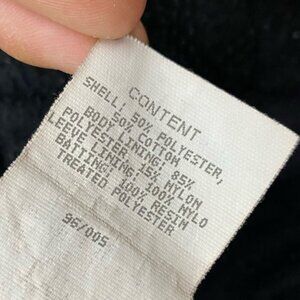 CONTENT
SHELL: 50% POLYESTER,
50% COTTON
BODY LINING: 85%
POLYESTER, 15% NYLON
SLEEVE LINING: 100% NYLO
BATTING: 100% RESIN
TREATED POLYESTER
96/005